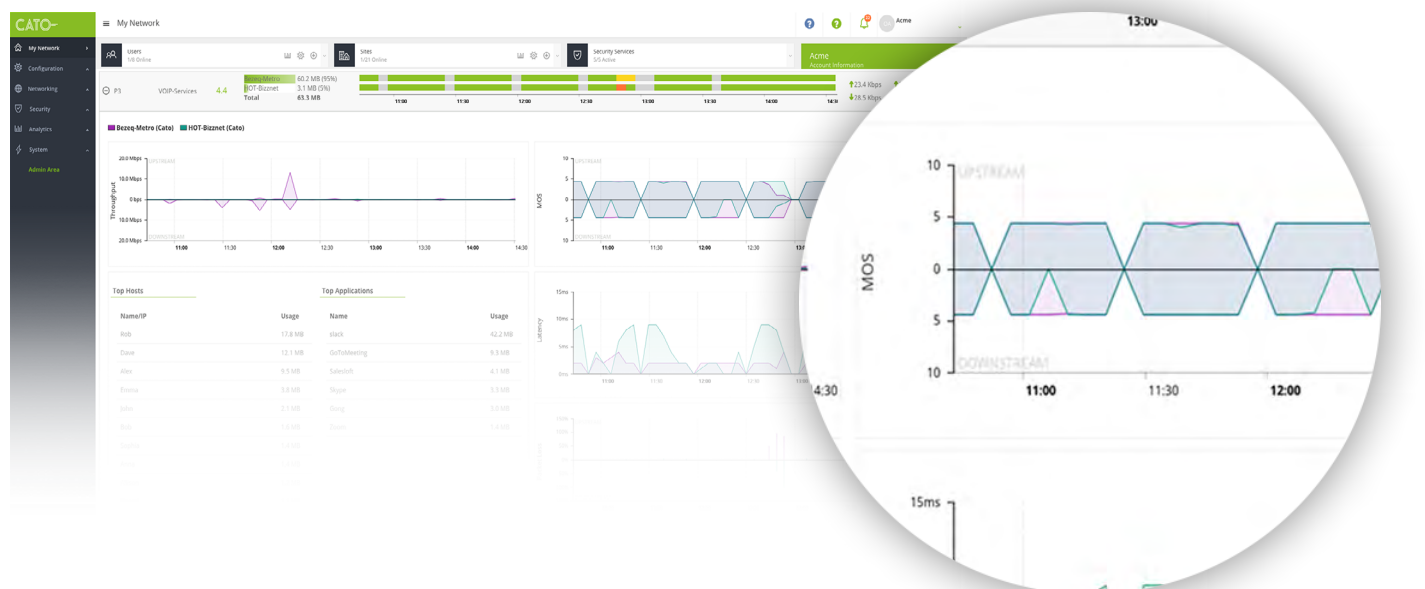 CATO
My Network
Acme
My Network
Configuration
Networking
Security
Analytics
System
Admin Area
Users
1/6 Online
Sites
1/21 Online
Security Services
5/5 Active
Acme
Account Information
P3 VOIP-Services 4.4
Bezeq-Metro 60.2 MB (95%)
HOT-Bizznet 3.1 MB (5%)
Total 63.3 MB
11:00 11:30 12:00 12:30 13:00 13:30 14:00
23.4 Kbps
28.5 Kbps
Bezeq-Metro (Cato) HOT-Bizznet (Cato)
Throughput
20.0 Mbps
UPSTREAM
10.0 Mbps
0 bps
10.0 Mbps
20.0 Mbps
DOWNSTREAM
11:00 11:30 12:00 12:30 13:00 13:30 14:00 14:30
MOS
10
UPSTREAM
5
0
5
10
DOWNSTREAM
11:00 11:30 12:00 12:30
Top Hosts
Name/IP Usage
Rob 17.8 MB
Dave 12.1 MB
Alex 9.5 MB
Emma 3.8 MB
John
Top Applications
Name Usage
slack 42.2 MB
GoToMeeting 9.3 MB
Salesloft 6.1 MB
Skype 3.3 MB
Latency
15ms
10ms
5ms
0ms
11:00 11:30 12:00 12:30
4:30
13:00
MOS
10
UPSTREAM
5
0
5
10
DOWNSTREAM
11:00 11:30 12:00
15ms